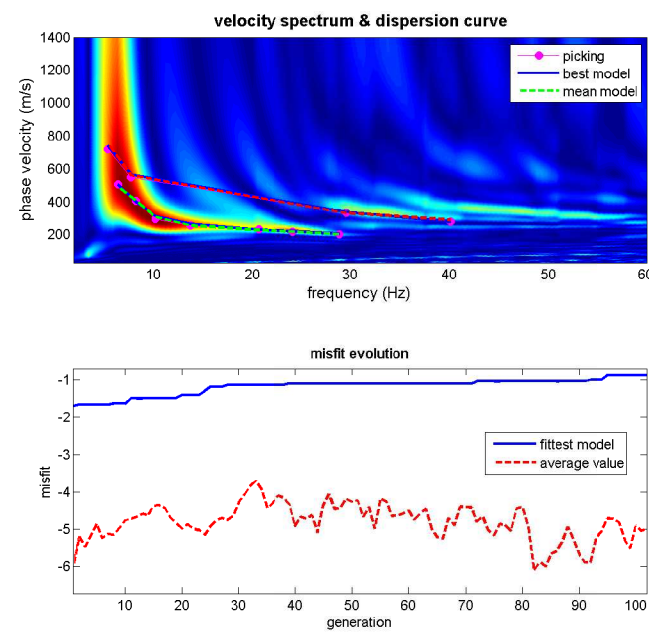 velocity spectrum & dispersion curve
phase velocity (m/s)
1400
1200
1000
800
600
400
200
picking
best model
mean model
10
20
30
40
50
60
frequency (Hz)
misfit evolution
misfit
-1
-2
-3
-4
-5
-6
fittest model
average value
10
20
30
40
50
60
70
80
90
100
generation